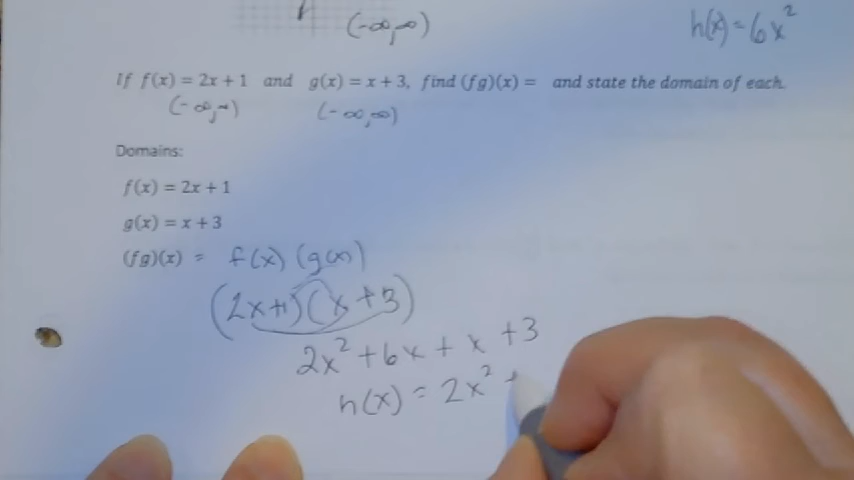 (-∞,∞)
h(x) = 6x²
If f(x) = 2x + 1 and g(x) = x + 3, find (fg)(x) = and state the domain of each.
(-∞,∞) (-∞,∞)
Domains:
f(x) = 2x + 1
g(x) = x + 3
(fg)(x) = f(x) (g(x))
(2x+1)(x+3)
2x² + 6x + x + 3
h(x) = 2x² +